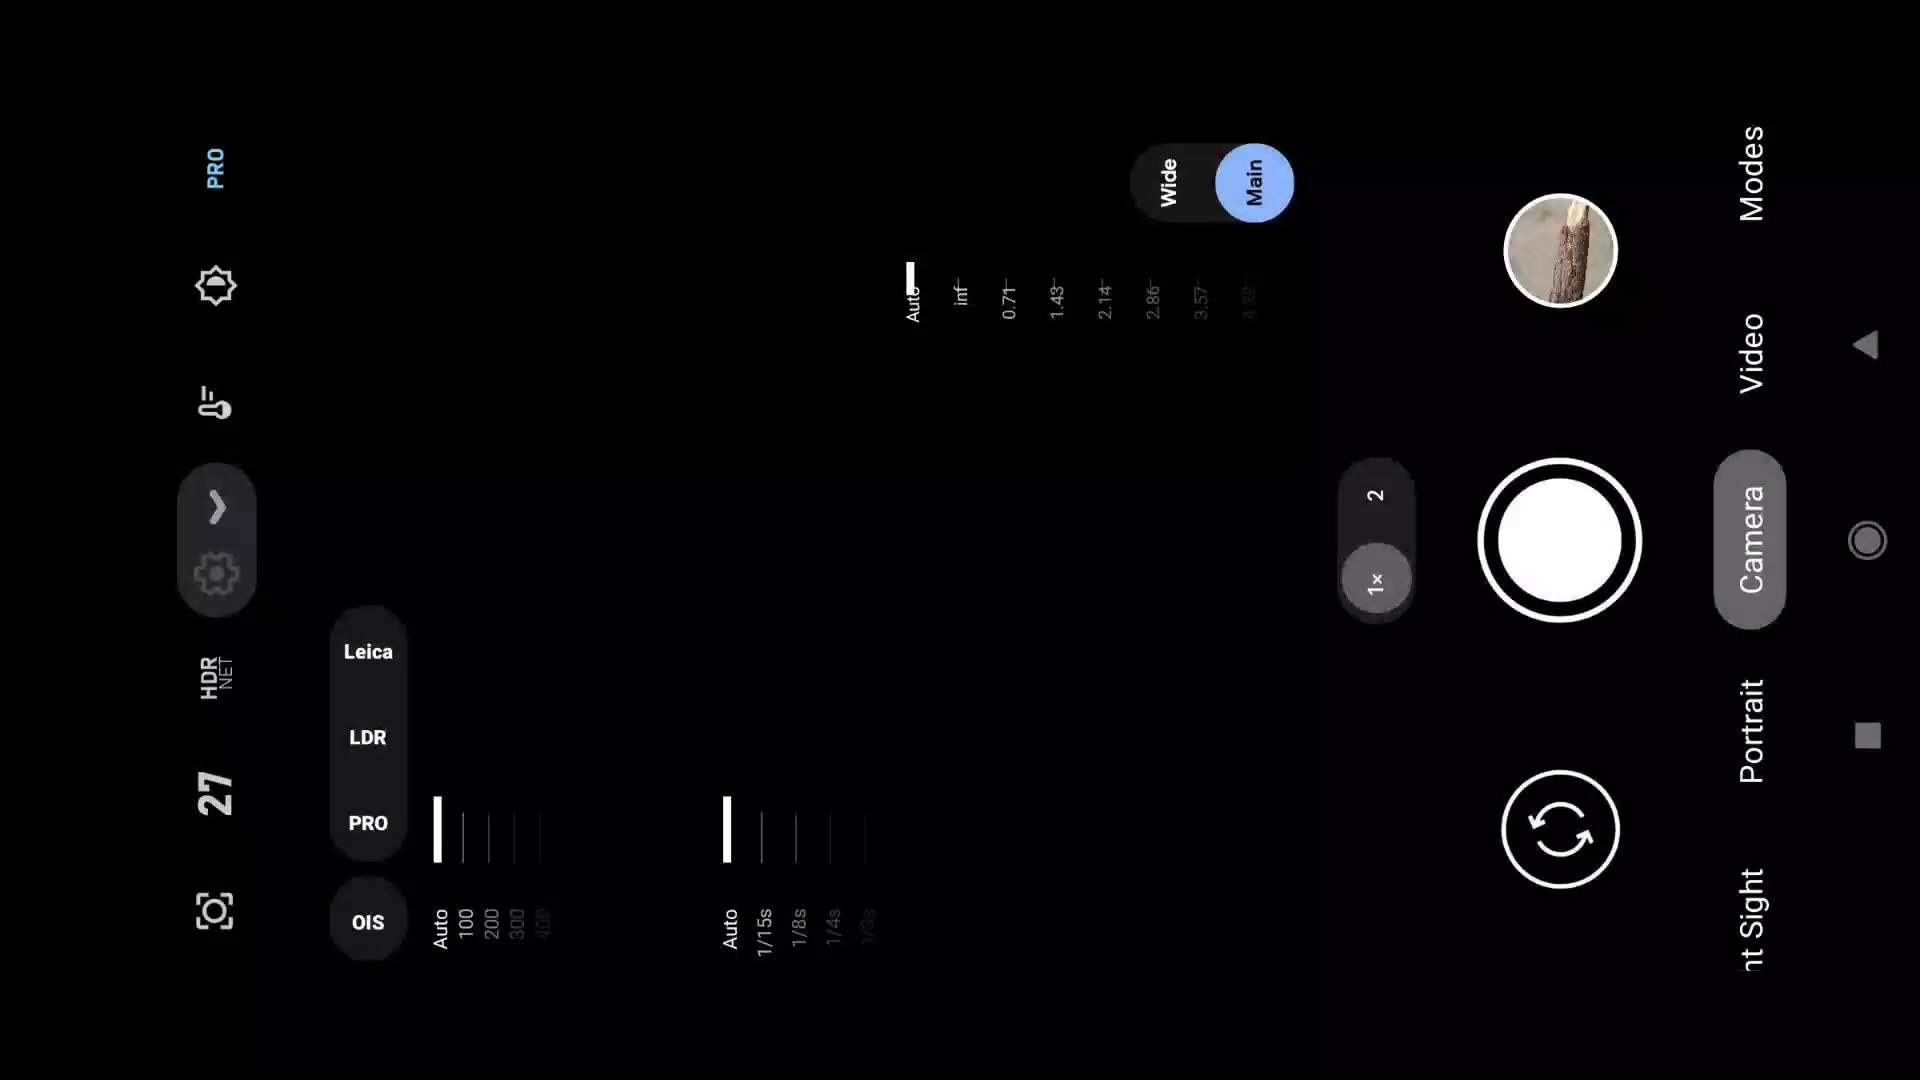 PRO
HDR
NET
27
Leica
LDR
PRO
OIS
Auto
100
200
300
400
Auto
1/15s
1/8s
1/4s
Auto
inf
0.71
1.43
2.14
2.86
3.57
Wide
Main
2
1×
Modes
Video
Camera
Portrait
nt Sight